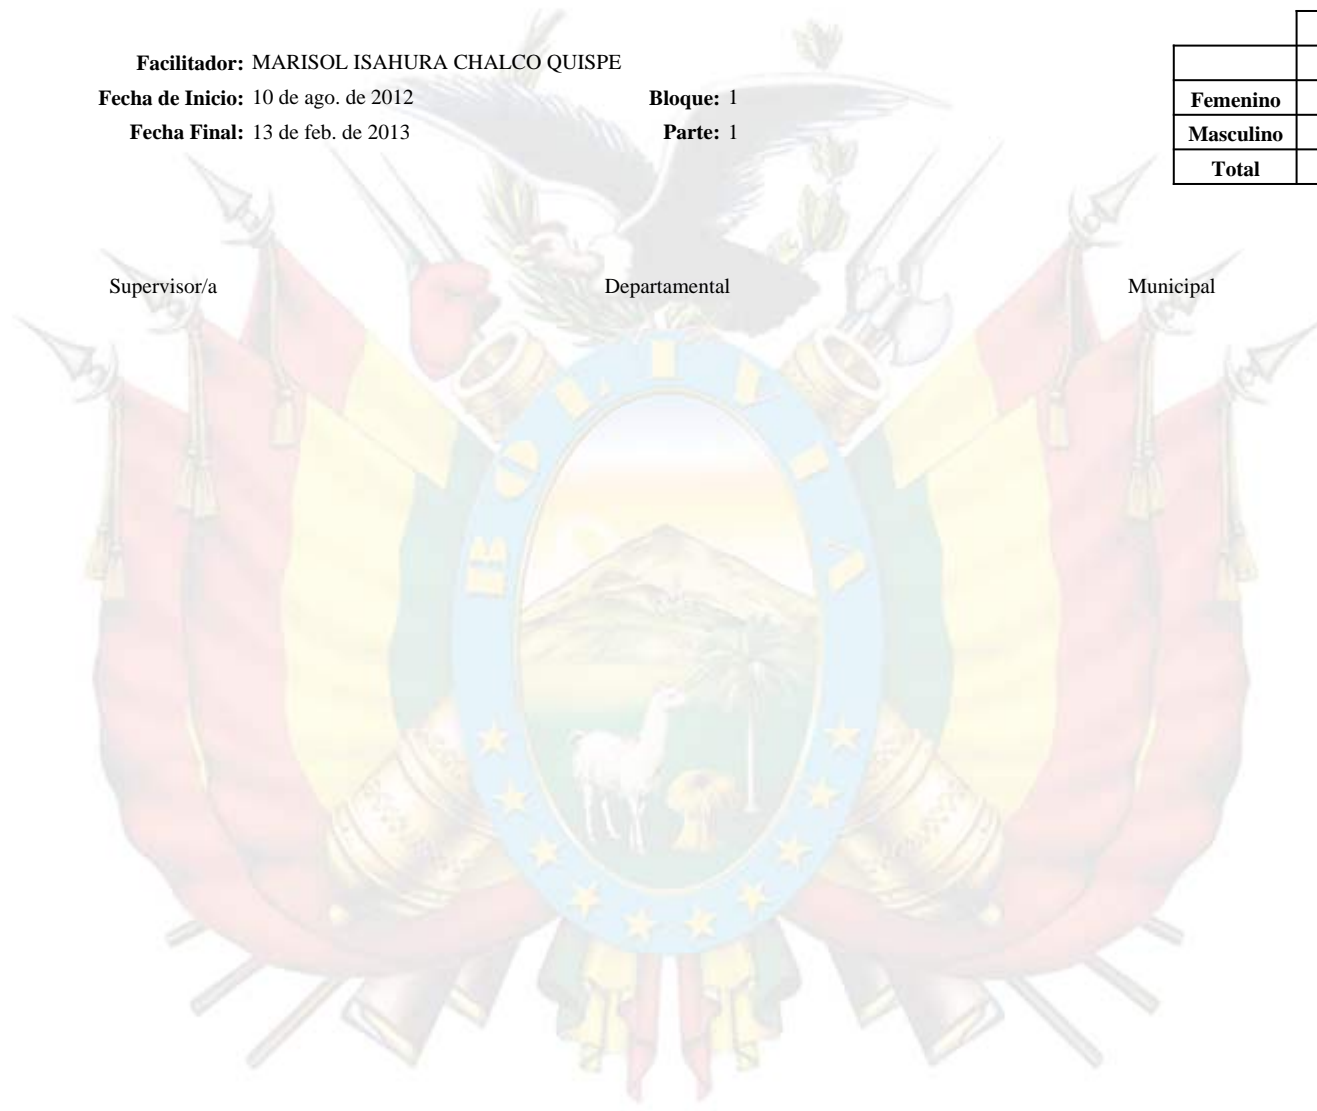 Facilitador: MARISOL ISAHURA CHALCO QUISPE
Fecha de Inicio: 10 de ago. de 2012 Bloque: 1
Fecha Final: 13 de feb. de 2013 Parte: 1
Femenino
Masculino
Total
Supervisor/a Departamental Municipal
BOLIVIA